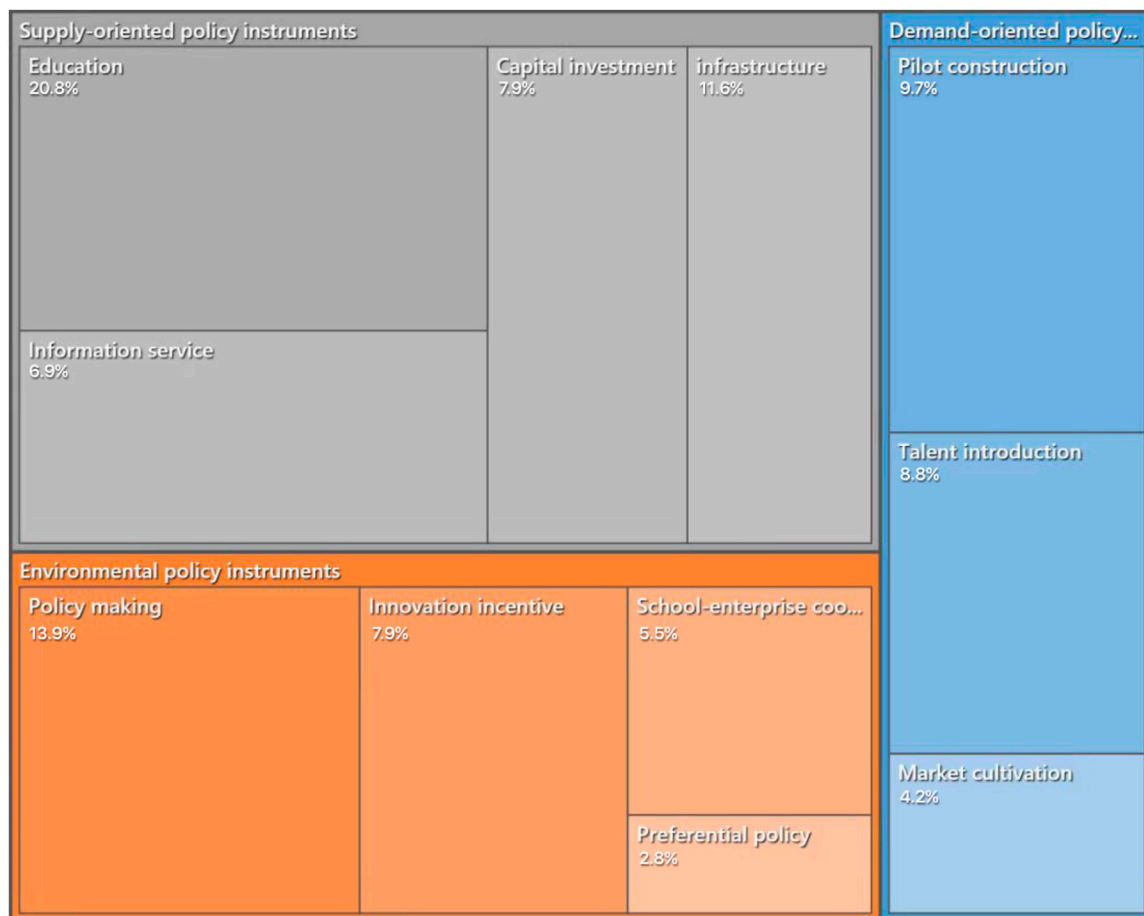 Supply-oriented policy instruments
Education
20.8%
Capital investment
7.9%
infrastructure
11.6%
Information service
6.9%
Demand-oriented policy...
Pilot construction
9.7%
Talent introduction
8.8%
Market cultivation
4.2%
Environmental policy instruments
Policy making
13.9%
Innovation incentive
7.9%
School-enterprise coo...
5.5%
Preferential policy
2.8%